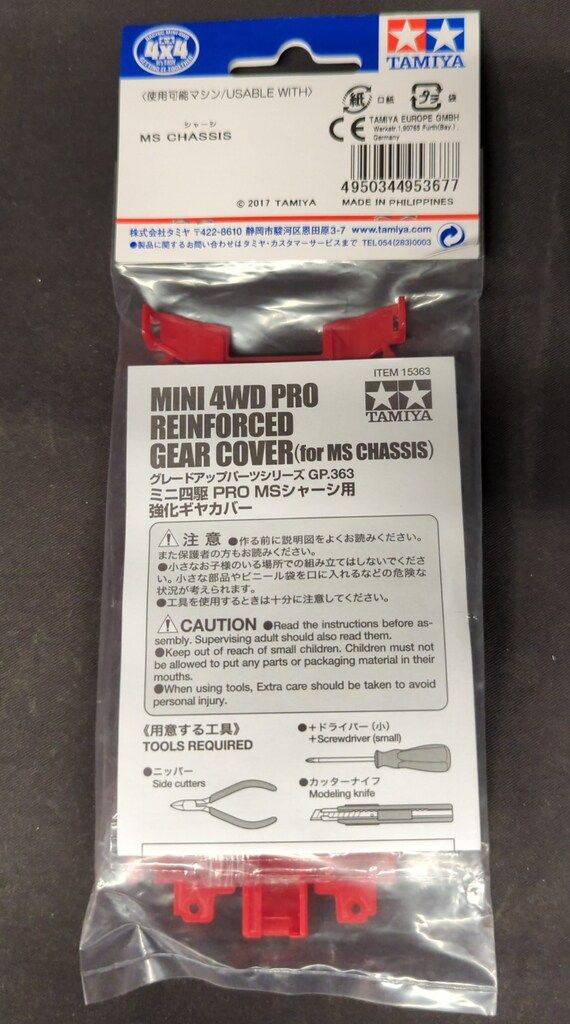 4x4
TAMIYA
〈使用可能マシン/USABLE WITH〉
シャーシ
MS CHASSIS
紙
口紙
プラ
袋
CE
TAMIYA EUROPE GMBH
Werkstr.1,90765 Fürth(Bay.),
Germany
4950344953677
© 2017 TAMIYA
MADE IN PHILIPPINES
株式会社タミヤ 〒422-8610 静岡市駿河区恩田原3-7 www.tamiya.com
●製品に関するお問い合わせはタミヤ・カスタマーサービスまで TEL054(283)0003
ITEM 15363
TAMIYA
MINI 4WD PRO
REINFORCED
GEAR COVER(for MS CHASSIS)
グレードアップパーツシリーズ GP.363
ミニ四駆 PRO MSシャーシ用
強化ギヤカバー
注意 ●作る前に説明図をよくお読みください。
また保護者の方もお読みください。
●小さなお子様のいる場所での組み立てはしないでくださ
い。小さな部品やビニール袋を口に入れるなどの危険な
状況が考えられます。
●工具を使用するときは十分に注意してください。
CAUTION ●Read the instructions before as-
sembly. Supervising adult should also read them.
●Keep out of reach of small children. Children must not
be allowed to put any parts or packaging material in their
mouths.
●When using tools, Extra care should be taken to avoid
personal injury.
《用意する工具》
TOOLS REQUIRED
●＋ドライバー（小）
＋Screwdriver (small)
●ニッパー
Side cutters
●カッターナイフ
Modeling knife